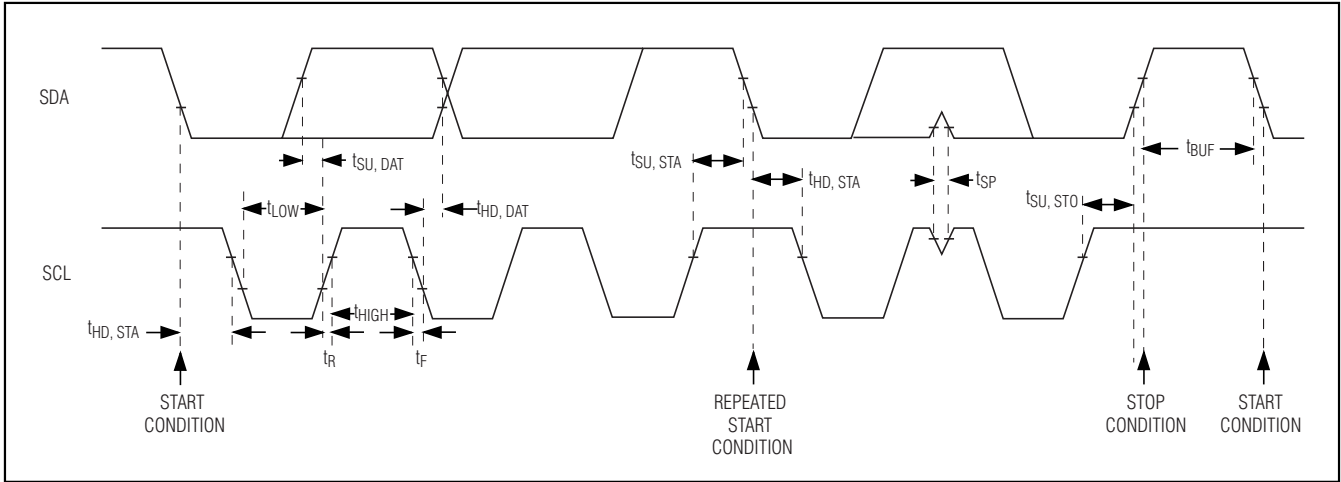 SDA
tSU, DAT
tSU, STA
tHD, STA
tSP
tBUF
tSU, STO
tLOW
tHD, DAT
SCL
tHIGH
tHD, STA
tR
tF
START
CONDITION
REPEATED
START
CONDITION
STOP
CONDITION
START
CONDITION